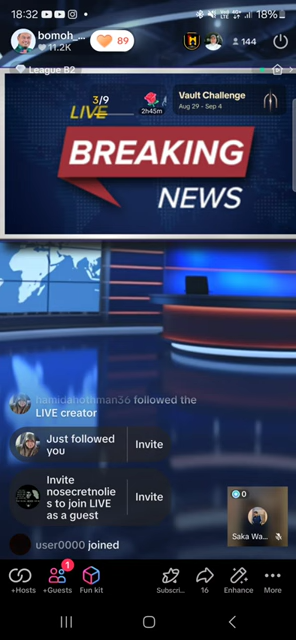 18:32
18%
bomoh_...
11.2K
89
144
League B2
3/9
LIVE
2h45m
Vault Challenge
Aug 29 - Sep 4
BREAKING
NEWS
hamidahothman36 followed the
LIVE creator
Just followed
you
Invite
Invite
nosecretnolie
s to join LIVE
as a guest
Invite
user0000 joined
0
Saka Wa...
1
+Hosts
+Guests
Fun kit
Subscri...
16
Enhance
More